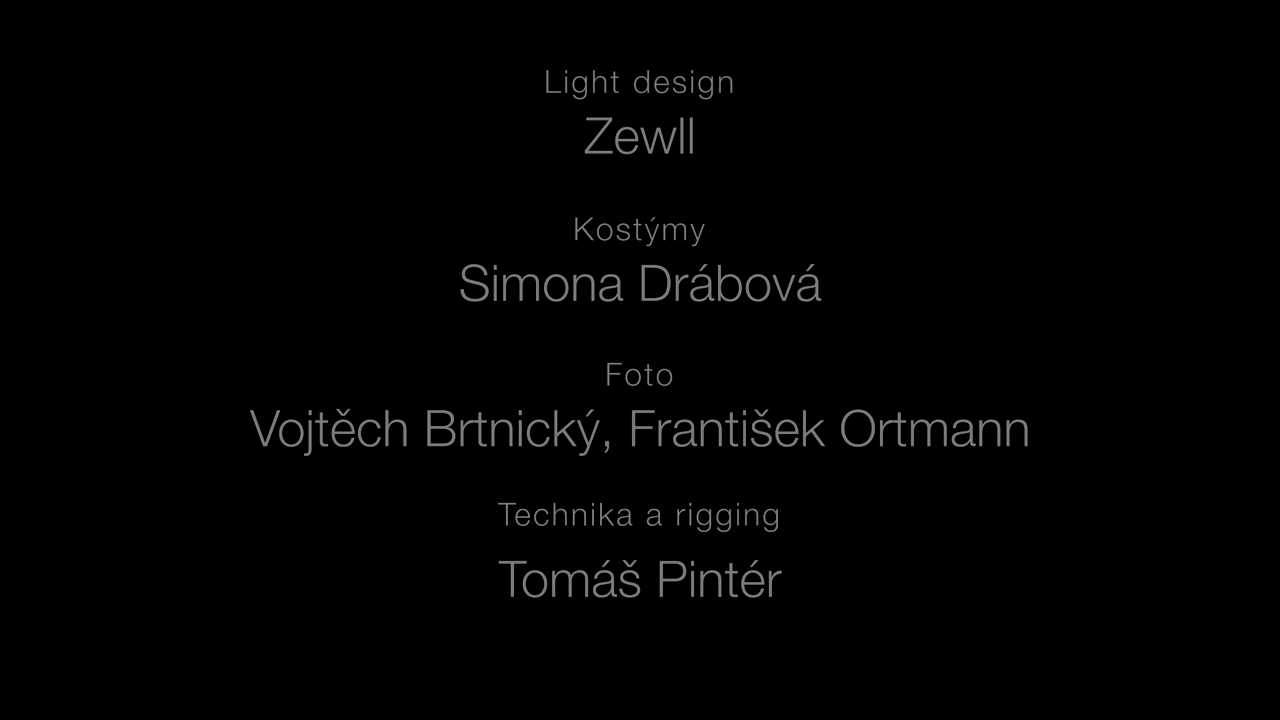 Light design
Zewll
Kostýmy
Simona Drábová
Foto
Vojtěch Brtnický, František Ortmann
Technika a rigging
Tomáš Pintér